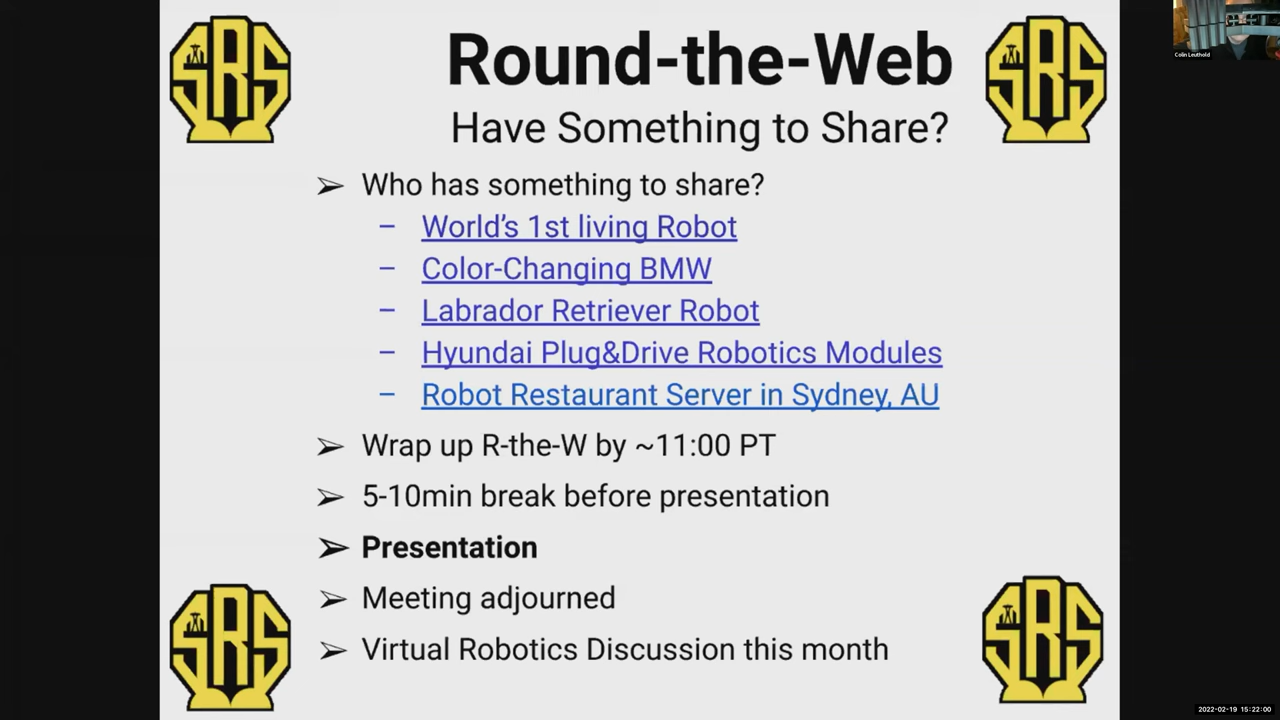 SRS
SRS
Round-the-Web
Colin Leuthold
Have Something to Share?
➢ Who has something to share?
– World’s 1st living Robot
– Color-Changing BMW
– Labrador Retriever Robot
– Hyundai Plug&Drive Robotics Modules
– Robot Restaurant Server in Sydney, AU
➢ Wrap up R-the-W by ~11:00 PT
➢ 5-10min break before presentation
➢ Presentation
➢ Meeting adjourned
➢ Virtual Robotics Discussion this month
SRS
SRS
2022-02-19 15:22:00